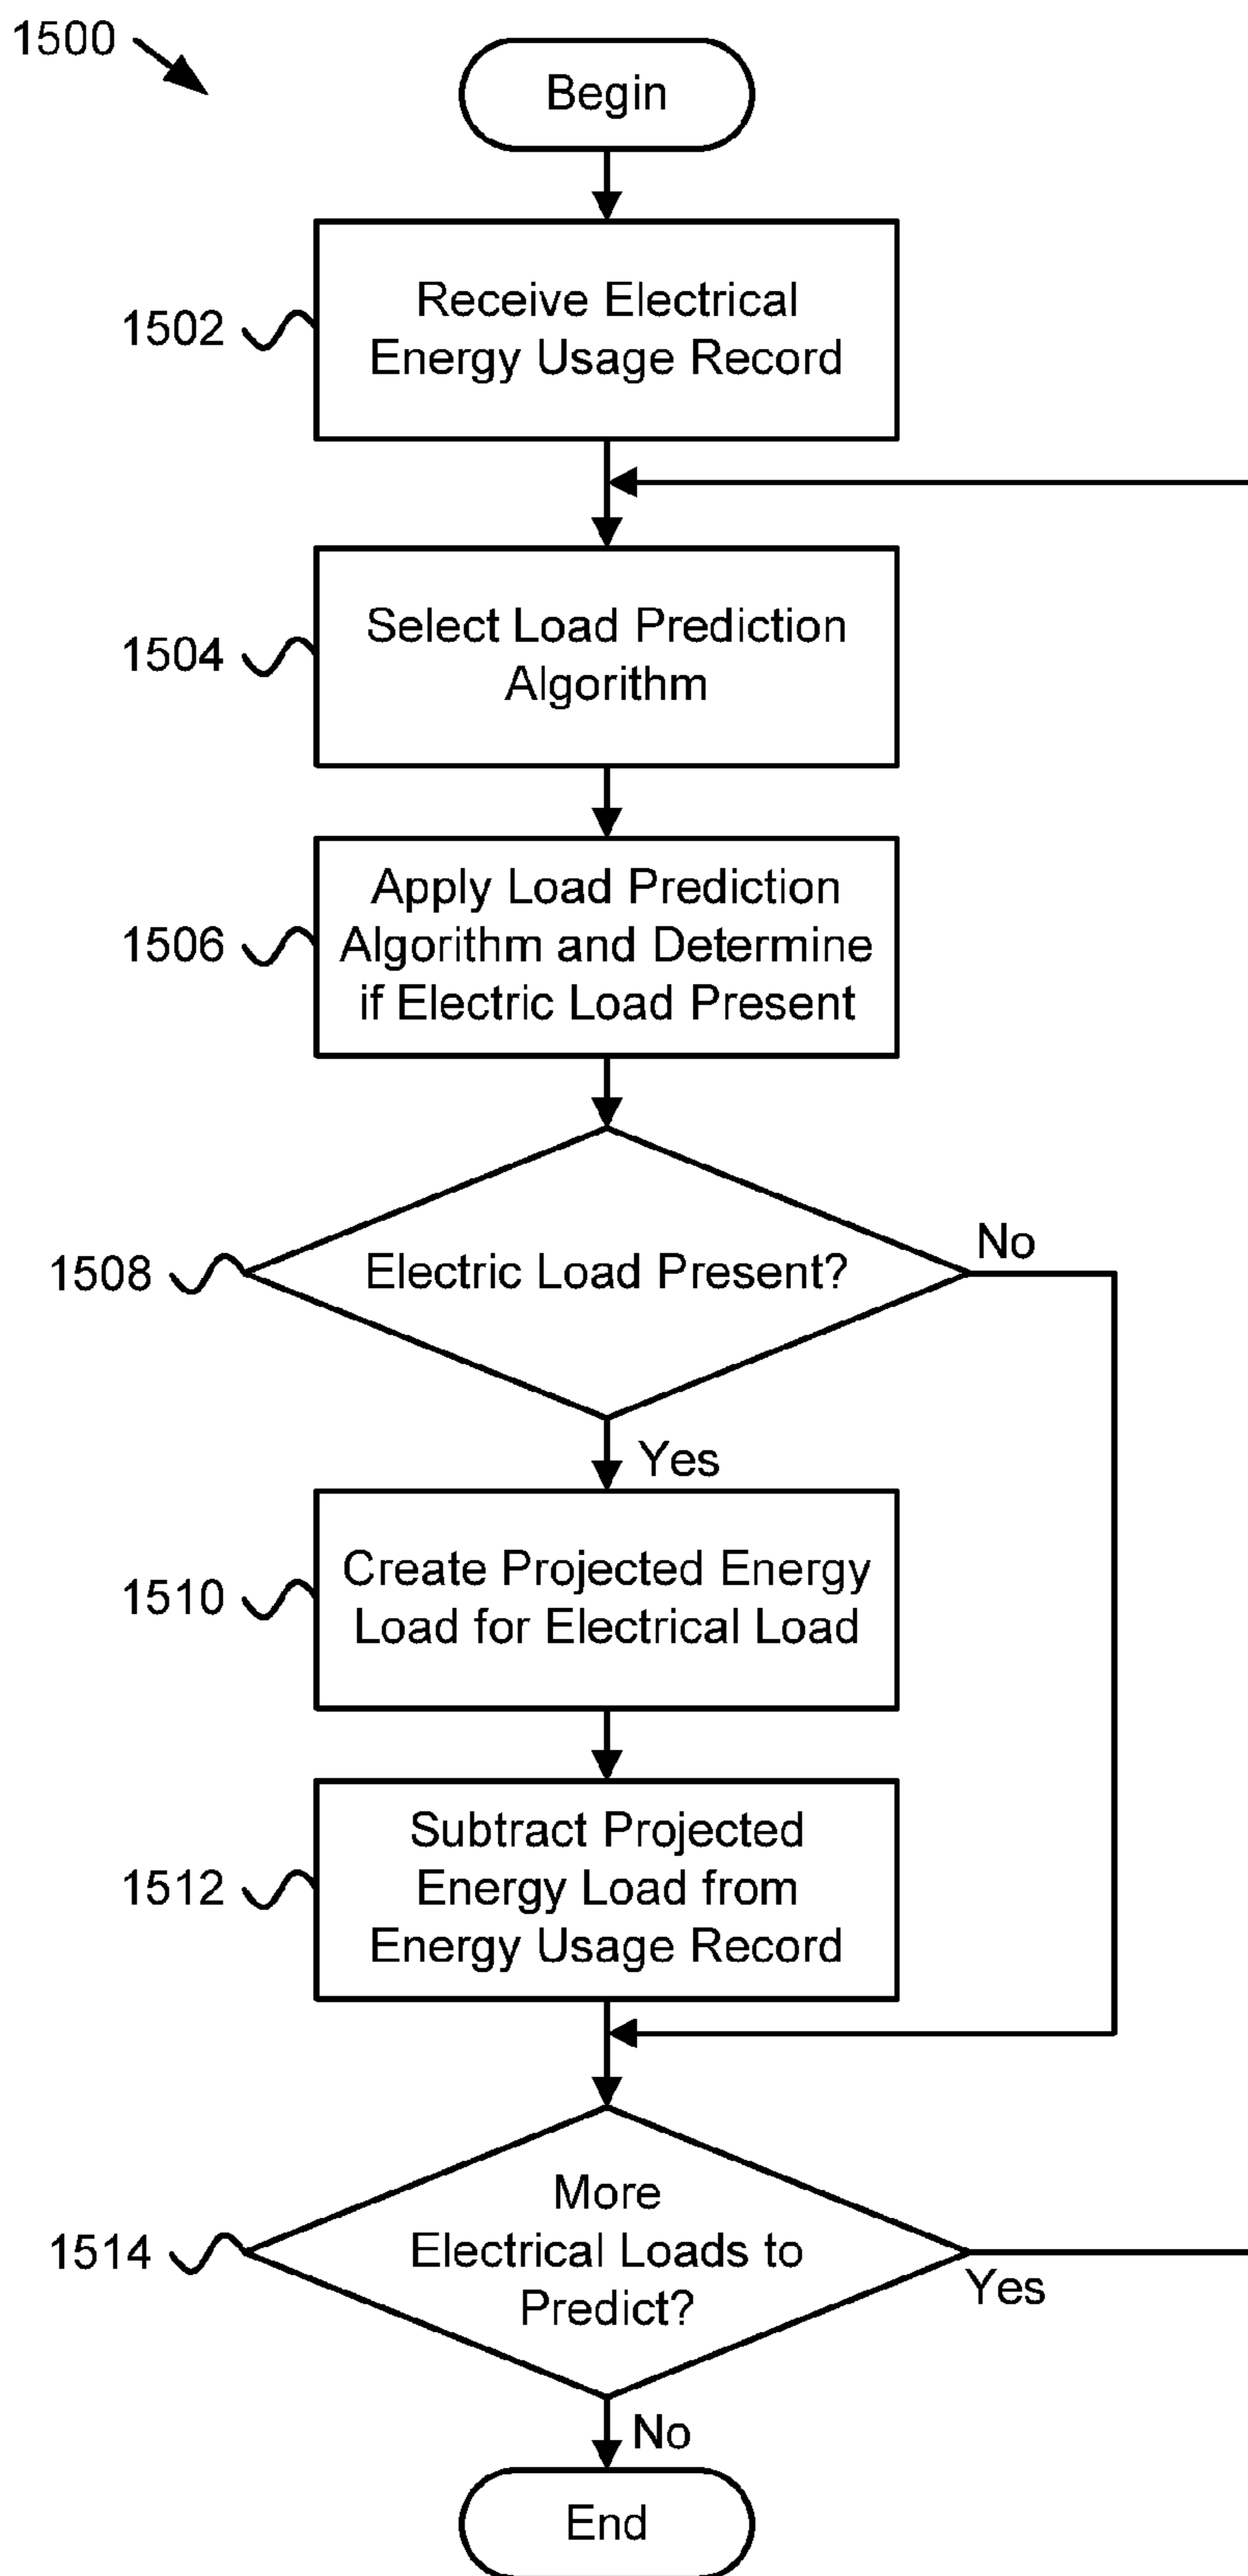 1500
Begin
1502
Receive Electrical
Energy Usage Record
1504
Select Load Prediction
Algorithm
1506
Apply Load Prediction
Algorithm and Determine
if Electric Load Present
1508
Electric Load Present?
No
Yes
1510
Create Projected Energy
Load for Electrical Load
1512
Subtract Projected
Energy Load from
Energy Usage Record
1514
More
Electrical Loads to
Predict?
Yes
No
End